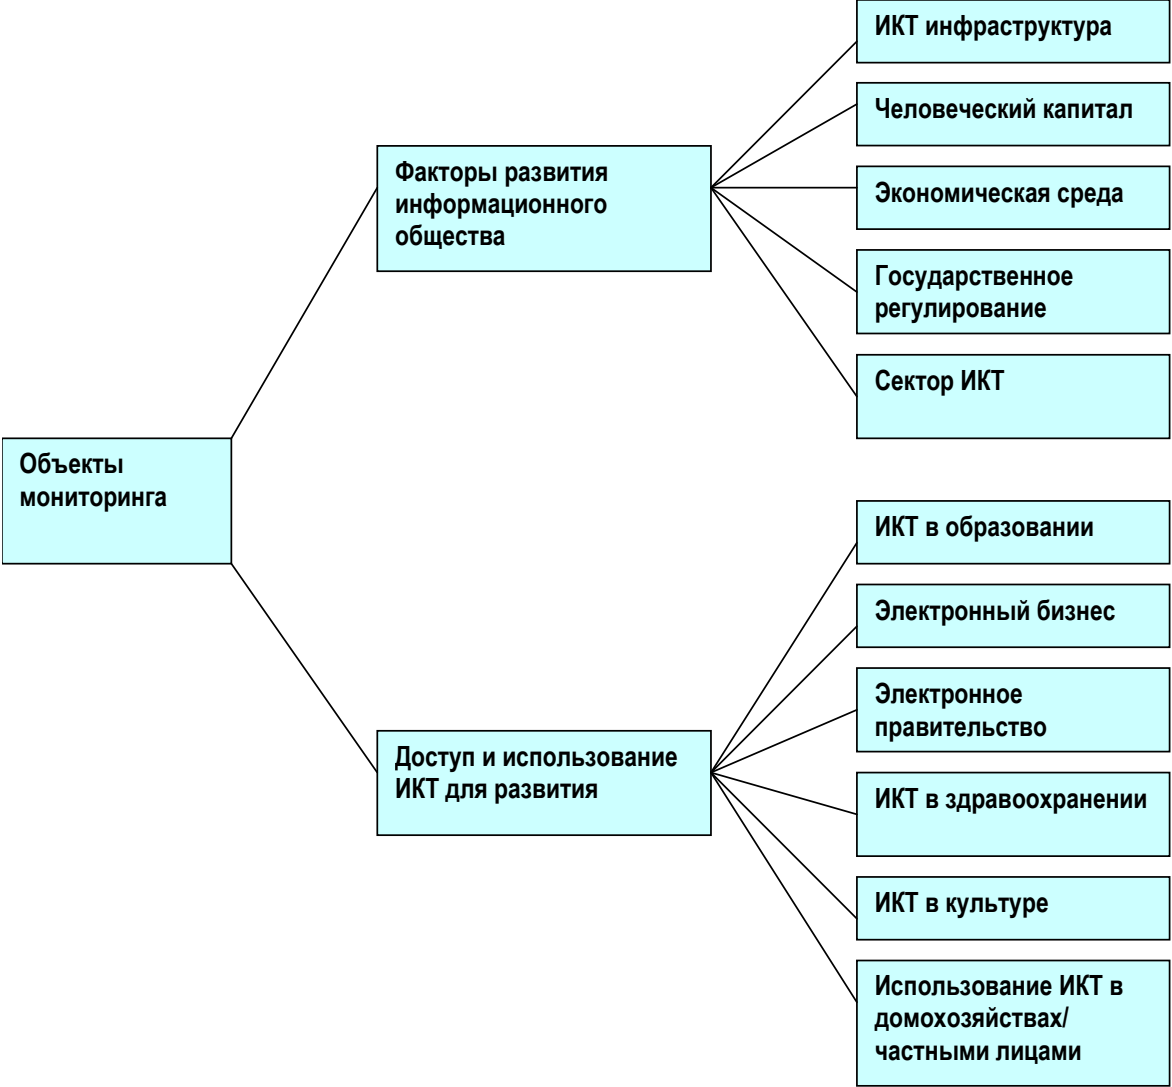 Объекты
мониторинга
Факторы развития
информационного
общества
ИКТ инфраструктура
Человеческий капитал
Экономическая среда
Государственное
регулирование
Сектор ИКТ
Доступ и использование
ИКТ для развития
ИКТ в образовании
Электронный бизнес
Электронное
правительство
ИКТ в здравоохранении
ИКТ в культуре
Использование ИКТ в
домохозяйствах/
частными лицами